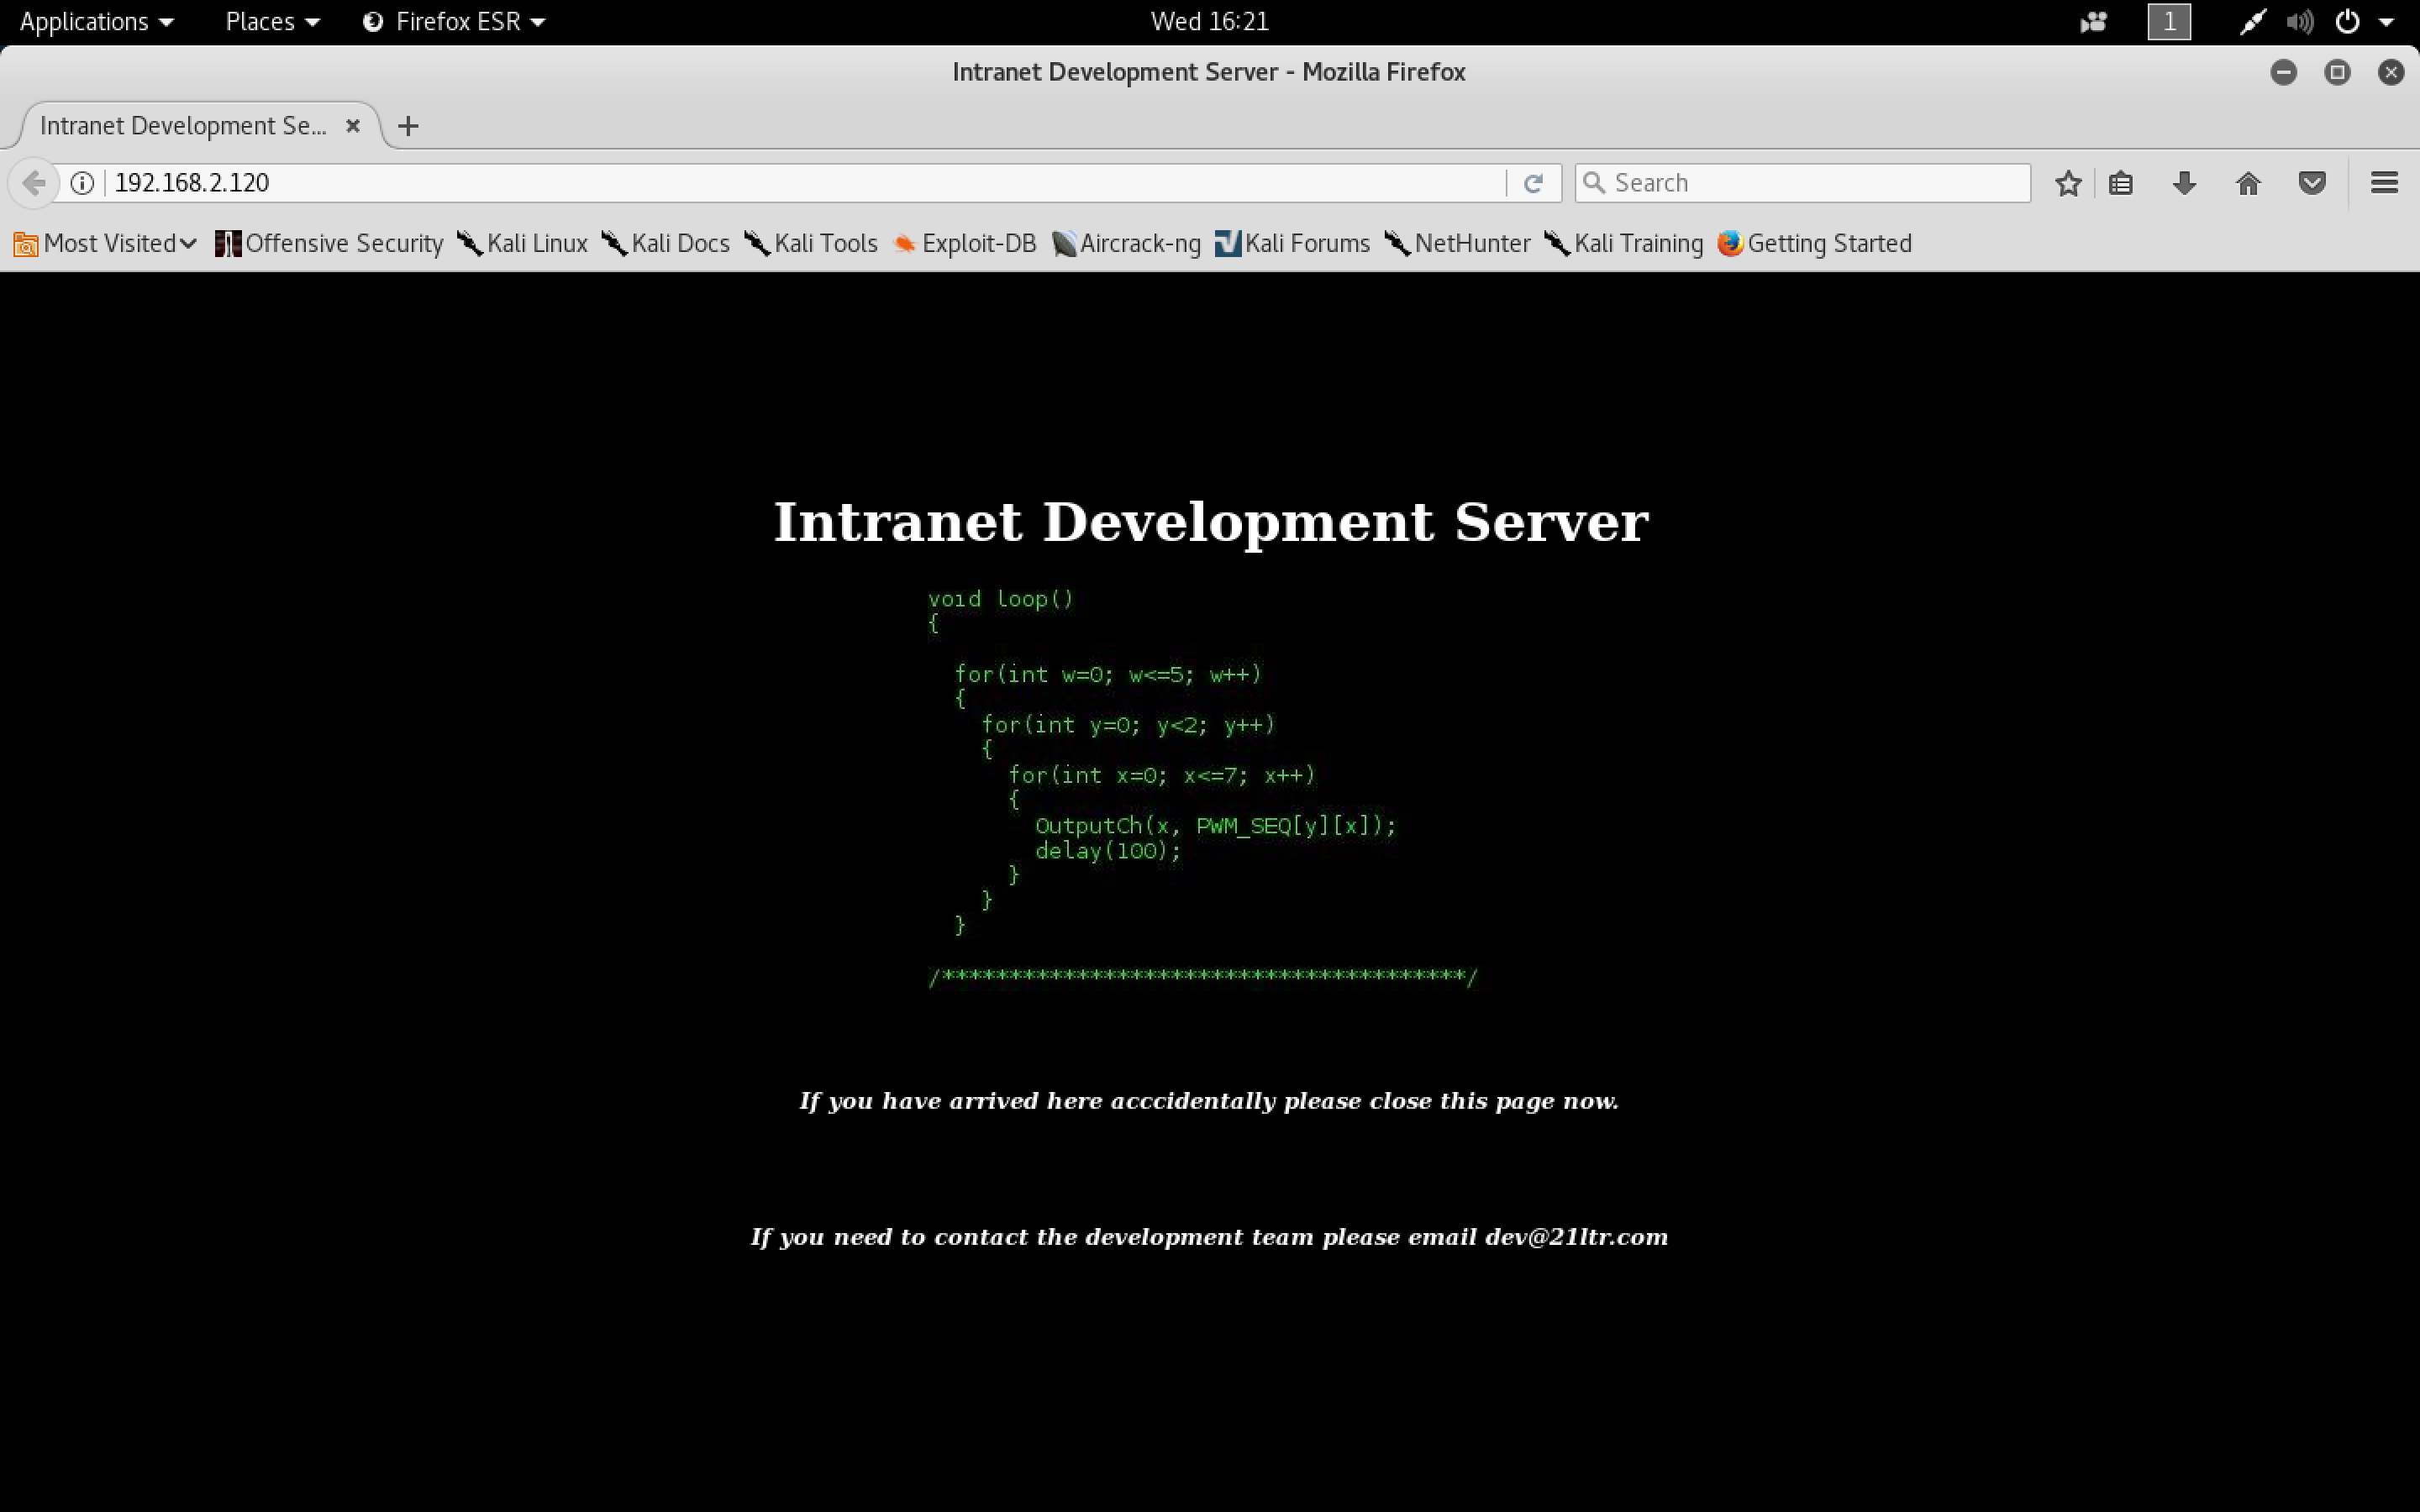 Applications Places Firefox ESR Wed 16:21 1
Intranet Development Server - Mozilla Firefox
Intranet Development Se...
192.168.2.120 Search
Most Visited Offensive Security Kali Linux Kali Docs Kali Tools Exploit-DB Aircrack-ng Kali Forums NetHunter Kali Training Getting Started
Intranet Development Server
void loop()
{
for(int w=0; w<=5; w++)
{
for(int y=0; y<2; y++)
{
for(int x=0; x<=7; x++)
{
OutputCh(x, PWM_SEQ[y][x]);
delay(100);
}
}
}
/***************************************/
If you have arrived here acccidentally please close this page now.
If you need to contact the development team please email dev@21ltr.com